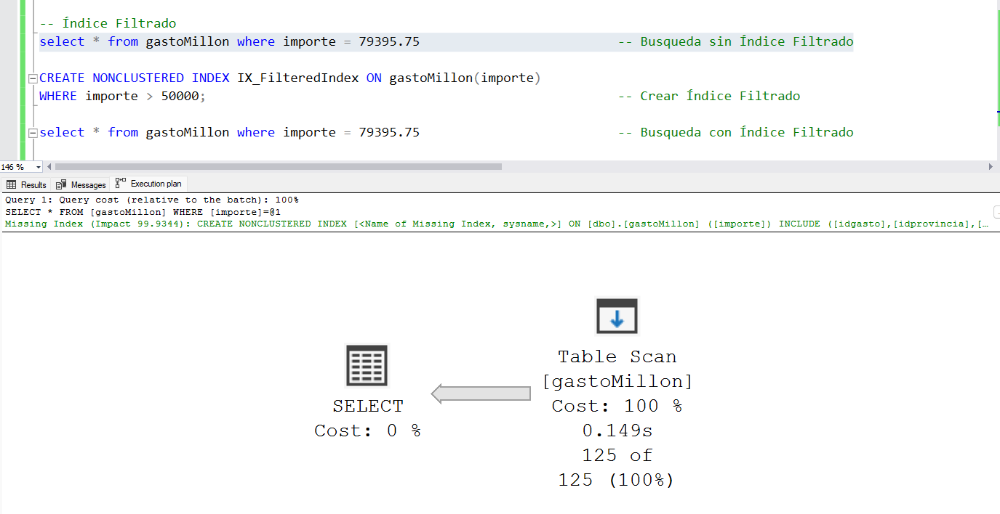 -- Índice Filtrado
select * from gastoMillon where importe = 79395.75 -- Busqueda sin Índice Filtrado
CREATE NONCLUSTERED INDEX IX_FilteredIndex ON gastoMillon(importe)
WHERE importe > 50000; -- Crear Índice Filtrado
select * from gastoMillon where importe = 79395.75 -- Busqueda con Índice Filtrado
146 %
Results Messages Execution plan
Query 1: Query cost (relative to the batch): 100%
SELECT * FROM [gastoMillon] WHERE [importe]=@1
Missing Index (Impact 99.9344): CREATE NONCLUSTERED INDEX [<Name of Missing Index, sysname,>] ON [dbo].[gastoMillon] ([importe]) INCLUDE ([idgasto],[idprovincia],[…
SELECT
Cost: 0 %
Table Scan
[gastoMillon]
Cost: 100 %
0.149s
125 of
125 (100%)